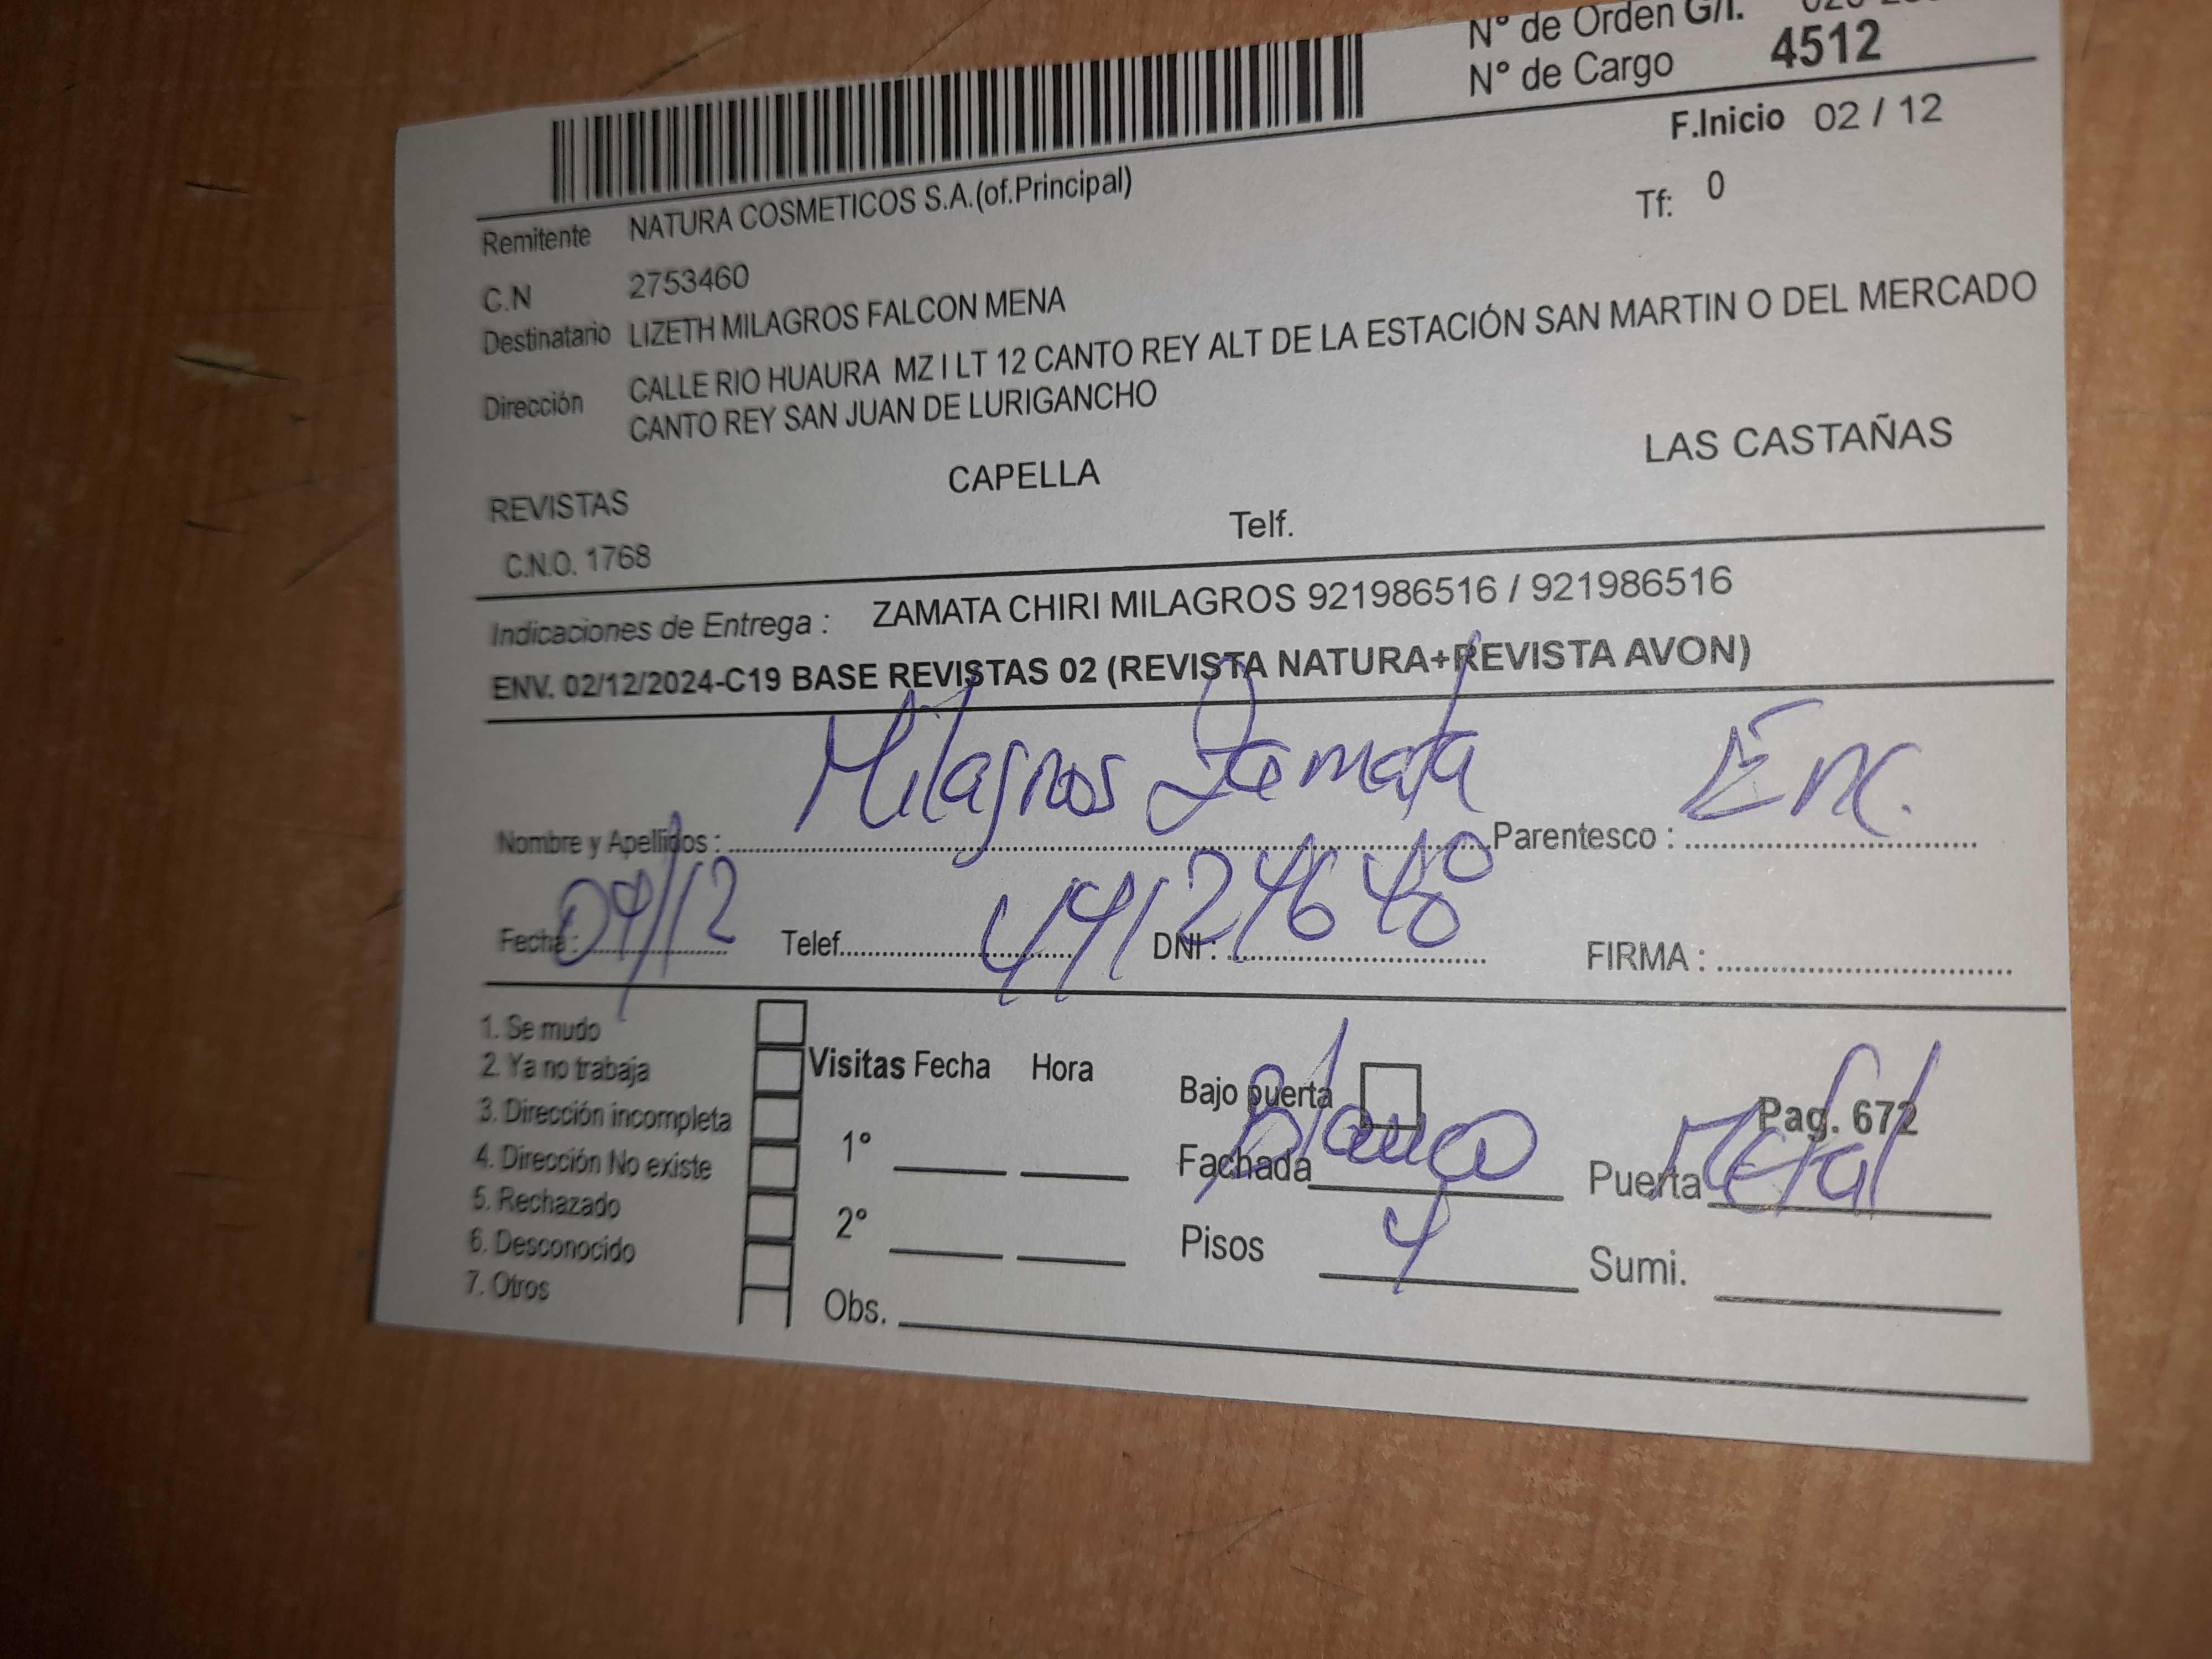 N° de Orden G/I.
N° de Cargo 4512
F.Inicio 02 / 12
Remitente NATURA COSMETICOS S.A.(of.Principal)
Tf: 0
C.N 2753460
Destinatario LIZETH MILAGROS FALCON MENA
Dirección CALLE RIO HUAURA MZ I LT 12 CANTO REY ALT DE LA ESTACIÓN SAN MARTIN O DEL MERCADO
CANTO REY SAN JUAN DE LURIGANCHO
REVISTAS CAPELLA LAS CASTAÑAS
C.N.O. 1768 Telf.
Indicaciones de Entrega : ZAMATA CHIRI MILAGROS 921986516 / 921986516
ENV. 02/12/2024-C19 BASE REVISTAS 02 (REVISTA NATURA+REVISTA AVON)
Nombre y Apellidos : Milagros Zamata Parentesco : Enc.
Fecha : 04/12 Telef. DNI : FIRMA :
1. Se mudo
2. Ya no trabaja
3. Dirección incompleta
4. Dirección No existe
5. Rechazado
6. Desconocido
7. Otros
Visitas Fecha Hora
1°
2°
Obs.
Bajo puerta Pag. 672
Fachada Blanco Puerta Metal
Pisos 4 Sumi.